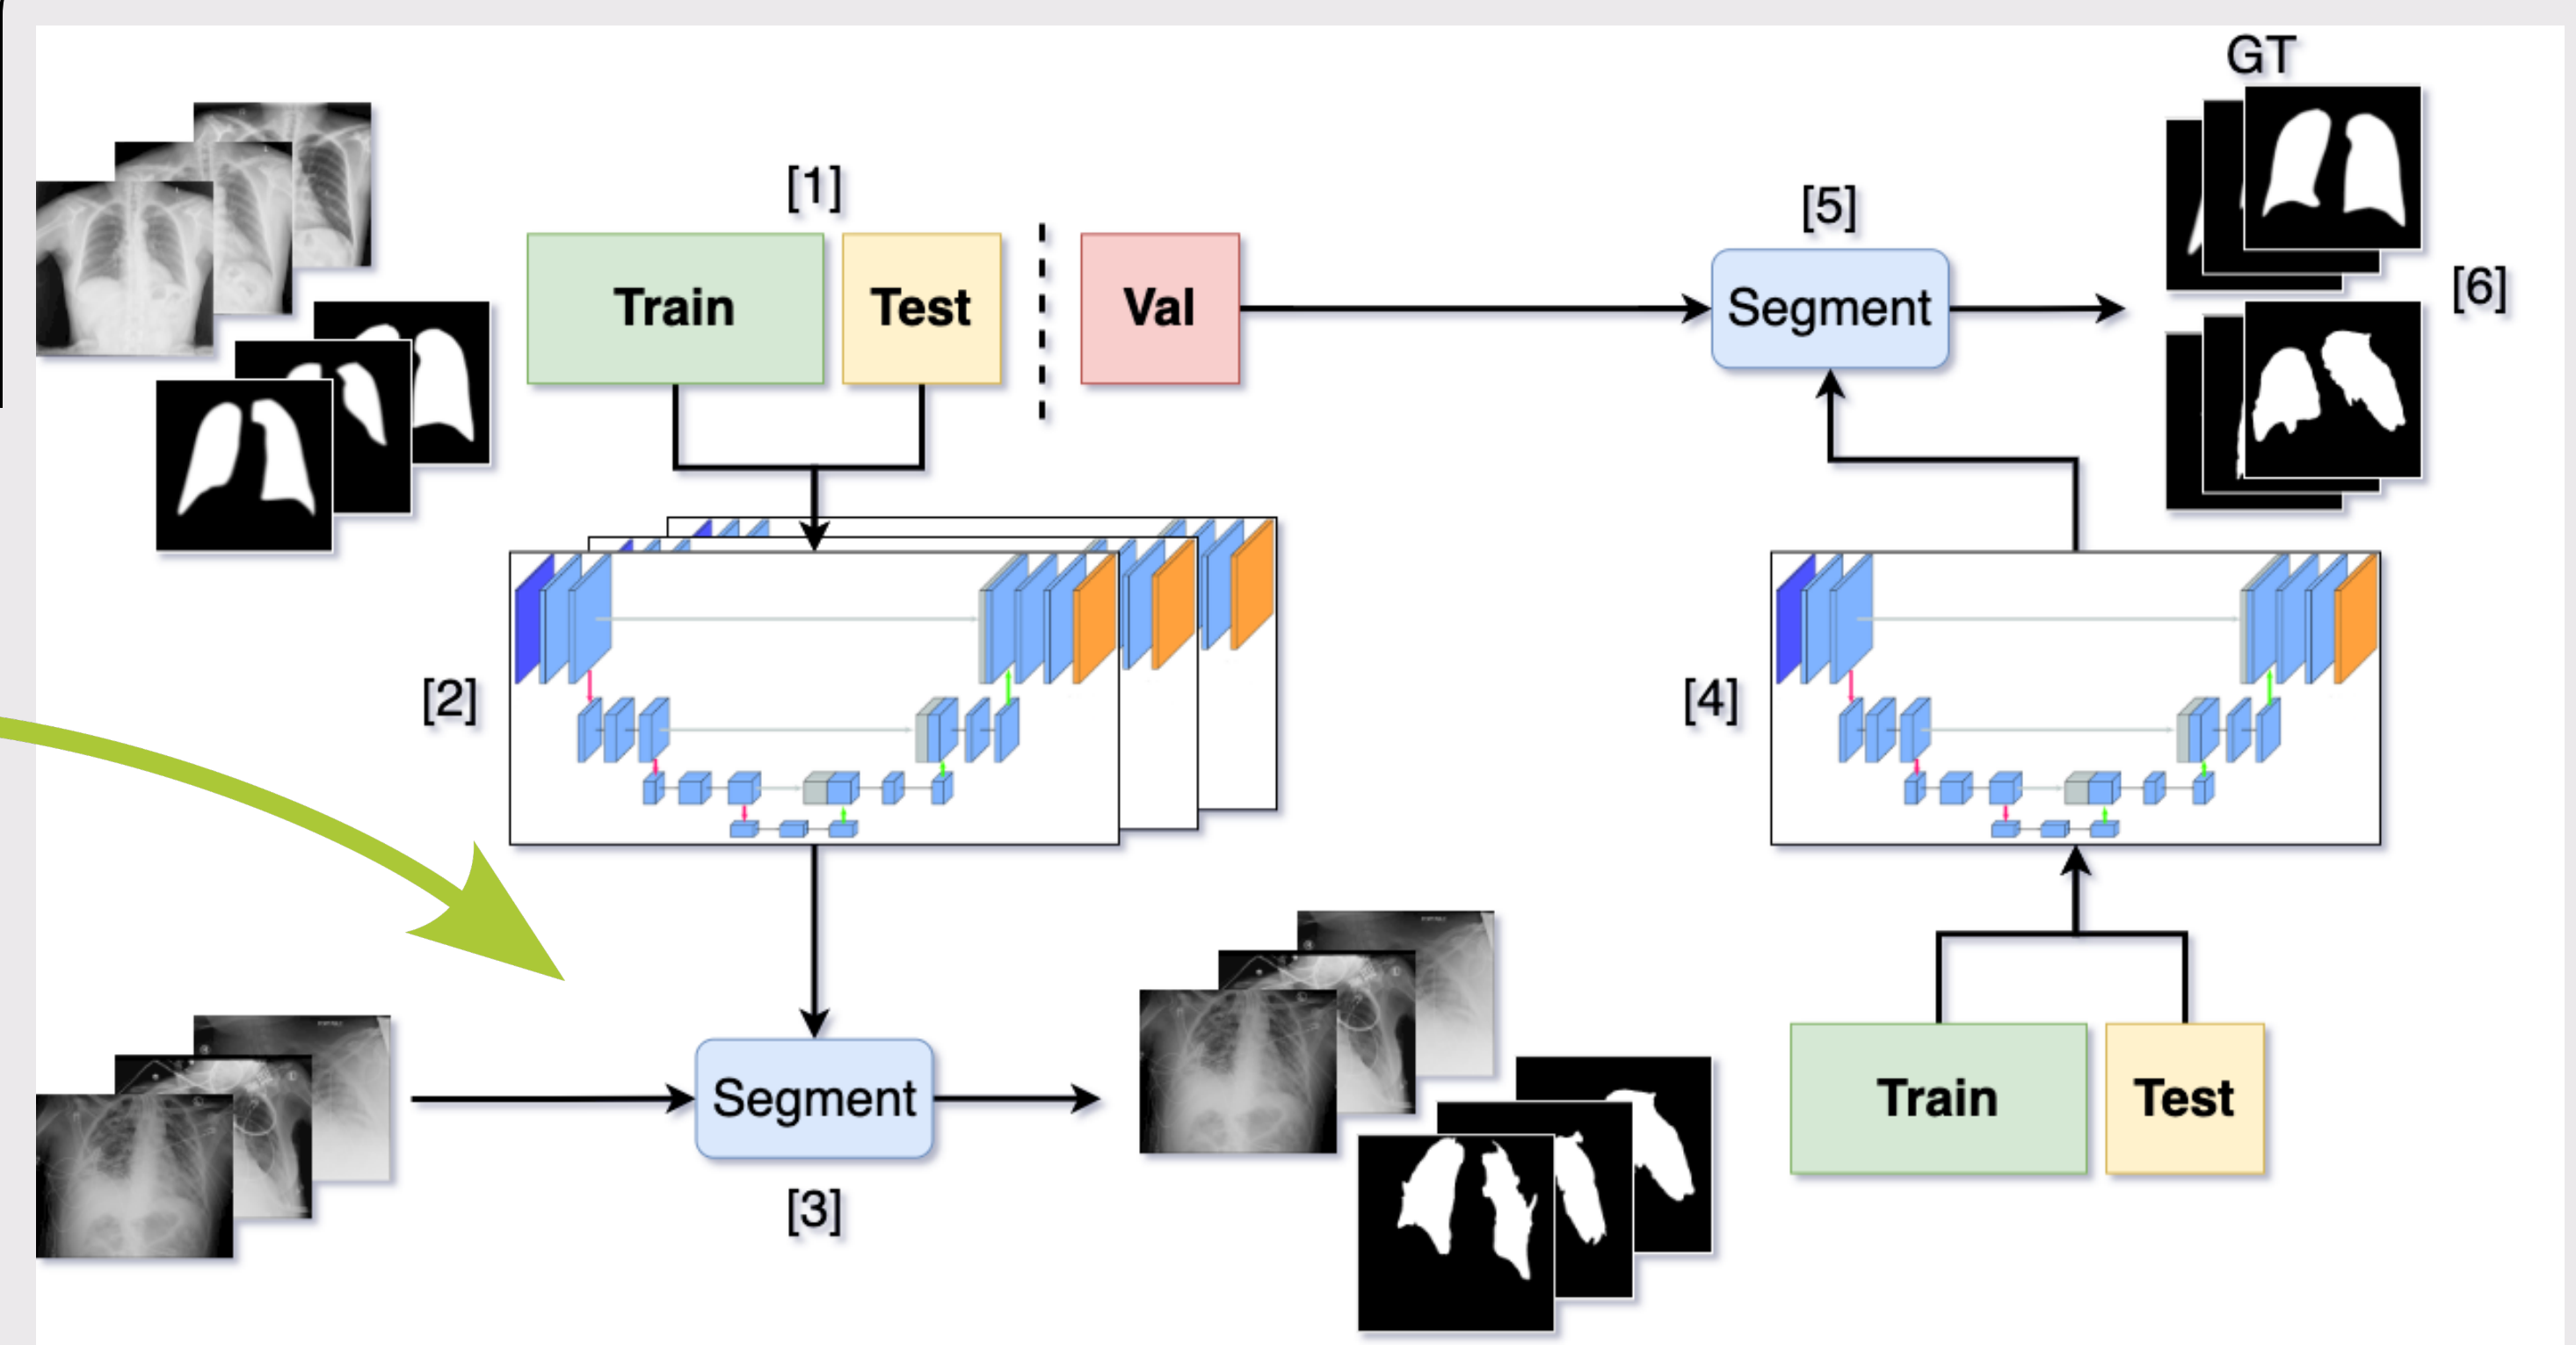 GT
[1]
[5]
Train
Test
Val
Segment
[6]
[2]
[4]
Segment
[3]
Train
Test